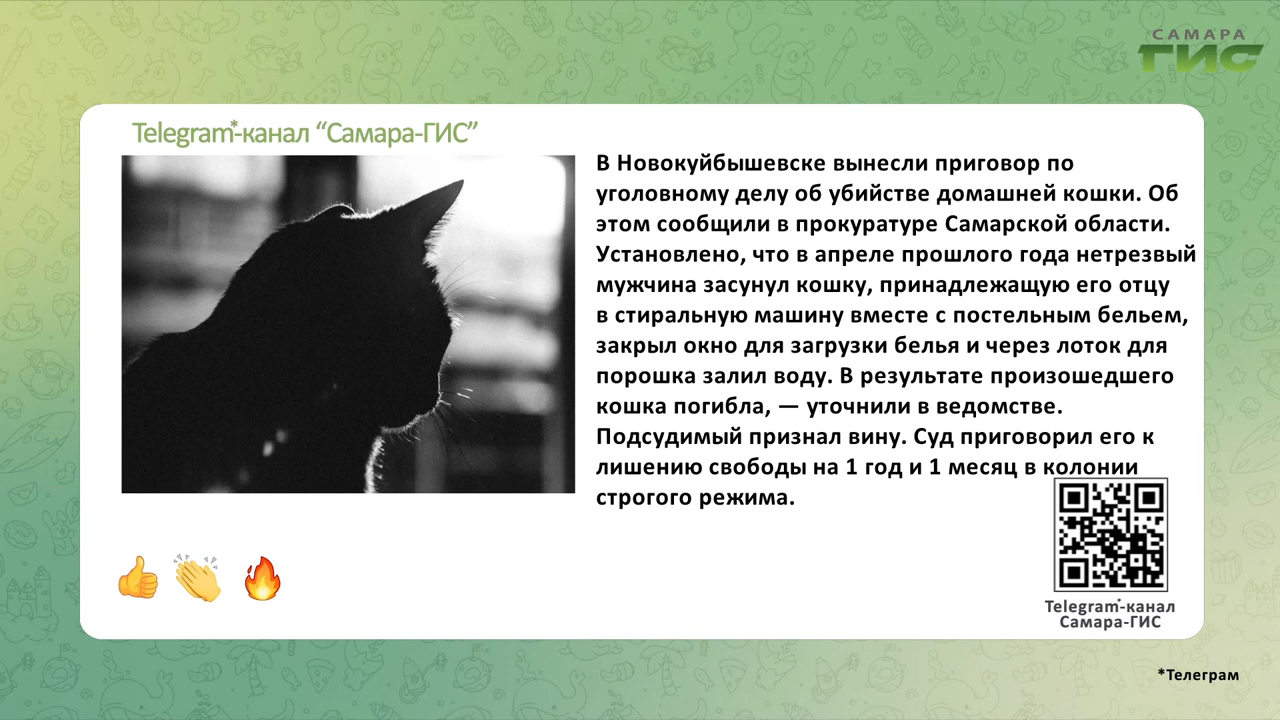 САМАРА
ГИС
Telegram*-канал “Самара-ГИС”
В Новокуйбышевске вынесли приговор по
уголовному делу об убийстве домашней кошки. Об
этом сообщили в прокуратуре Самарской области.
Установлено, что в апреле прошлого года нетрезвый
мужчина засунул кошку, принадлежащую его отцу
в стиральную машину вместе с постельным бельем,
закрыл окно для загрузки белья и через лоток для
порошка залил воду. В результате произошедшего
кошка погибла, — уточнили в ведомстве.
Подсудимый признал вину. Суд приговорил его к
лишению свободы на 1 год и 1 месяц в колонии
строгого режима.
Telegram*-канал
Самара-ГИС
*Телеграм